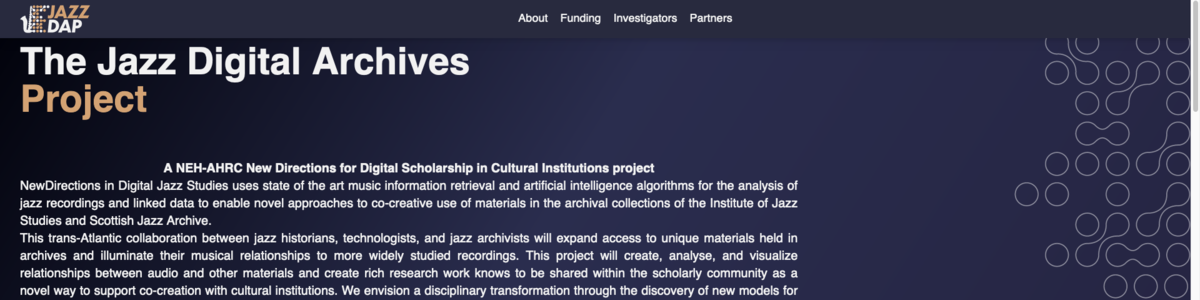 JAZZ
DAP
About Funding Investigators Partners
The Jazz Digital Archives
Project
A NEH-AHRC New Directions for Digital Scholarship in Cultural Institutions project
NewDirections in Digital Jazz Studies uses state of the art music information retrieval and artificial intelligence algorithms for the analysis of
jazz recordings and linked data to enable novel approaches to co-creative use of materials in the archival collections of the Institute of Jazz
Studies and Scottish Jazz Archive.
This trans-Atlantic collaboration between jazz historians, technologists, and jazz archivists will expand access to unique materials held in
archives and illuminate their musical relationships to more widely studied recordings. This project will create, analyse, and visualize
relationships between audio and other materials and create rich research work knows to be shared within the scholarly community as a
novel way to support co-creation with cultural institutions. We envision a disciplinary transformation through the discovery of new models for